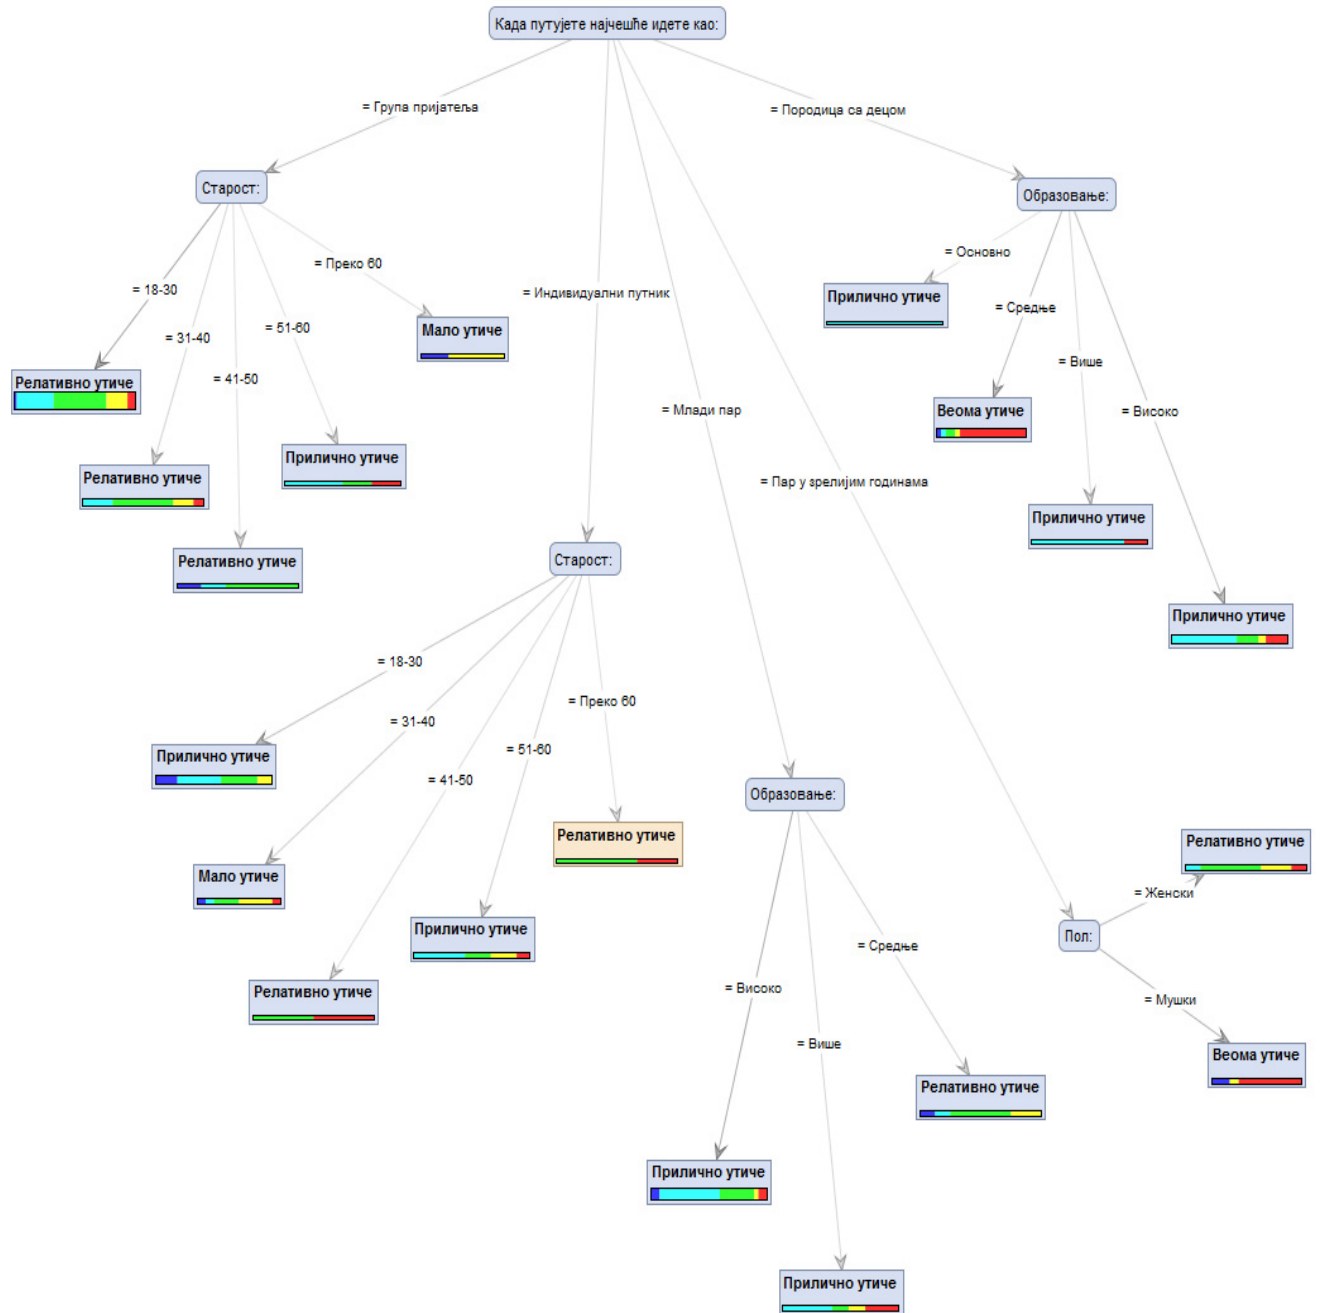 Када путујете најчешће идете као:
= Група пријатеља
= Породица са децом
Старост:
Образовање:
= Основно
= Преко 60
= 18-30
= Индивидуални путник
Прилично утиче
= Средње
= 51-60
Мало утиче
= 31-40
= Више
= 41-50
Релативно утиче
= Млади пар
Веома утиче
= Високо
Прилично утиче
Релативно утиче
= Пар у зрелијим годинама
Прилично утиче
Релативно утиче
Старост:
Прилично утиче
= 18-30
= Преко 60
= 31-40
= 51-60
Прилично утиче
= 41-50
Образовање:
Релативно утиче
Релативно утиче
Мало утиче
= Женски
Прилично утиче
Пол:
= Средње
= Високо
Релативно утиче
= Мушки
= Више
Веома утиче
Релативно утиче
Прилично утиче
Прилично утиче